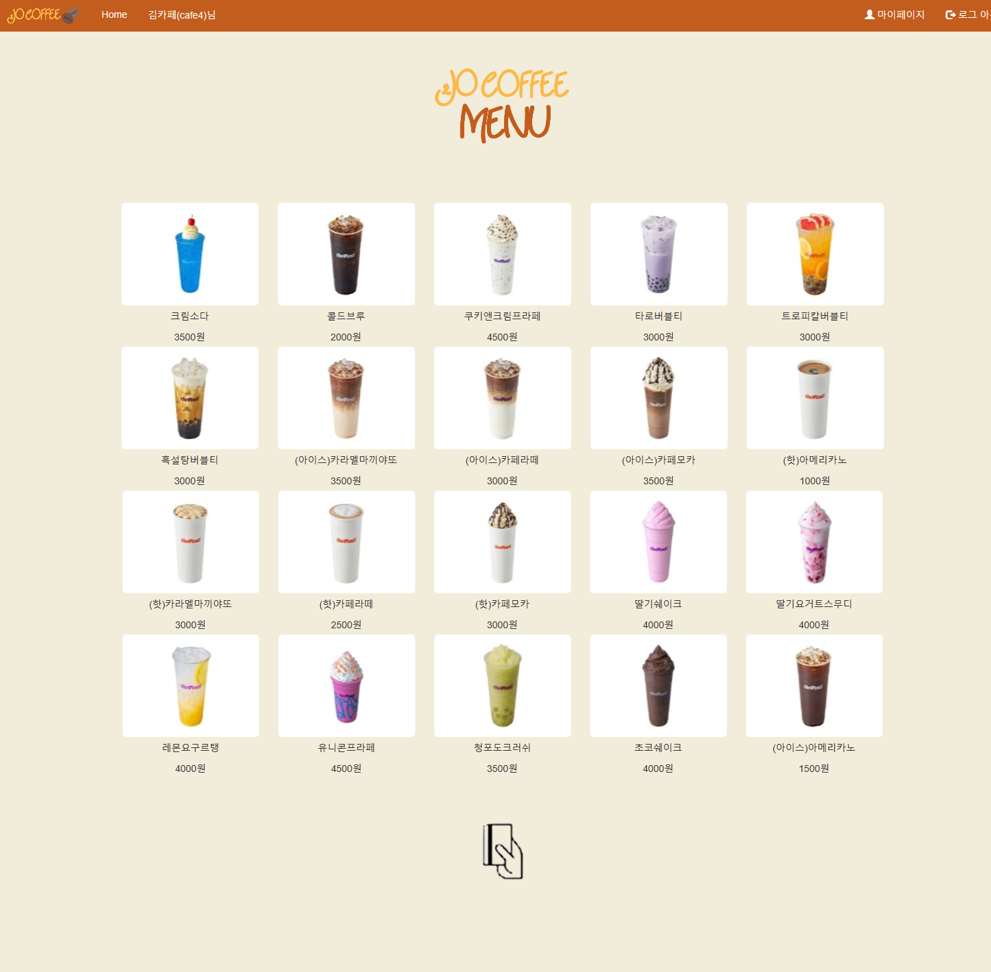 JO COFFEE Home 김카페(cafe4)님 마이페이지 로그 아
JO COFFEE
MENU
크림소다 콜드브루 쿠키앤크림프라페 타로버블티 트로피칼버블티
3500원 2000원 4500원 3000원 3000원
흑설탕버블티 (아이스)카라멜마끼야또 (아이스)카페라떼 (아이스)카페모카 (핫)아메리카노
3000원 3500원 3000원 3500원 1000원
(핫)카라멜마끼야또 (핫)카페라떼 (핫)카페모카 딸기쉐이크 딸기요거트스무디
3000원 2500원 3000원 4000원 4000원
레몬요구르탱 유니콘프라페 청포도크러쉬 초코쉐이크 (아이스)아메리카노
4000원 4500원 3500원 4000원 1500원